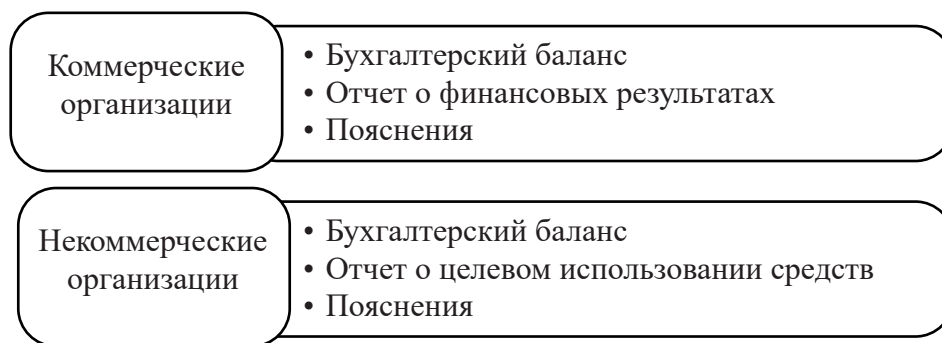 Коммерческие
организации
• Бухгалтерский баланс
• Отчет о финансовых результатах
• Пояснения
Некоммерческие
организации
• Бухгалтерский баланс
• Отчет о целевом использовании средств
• Пояснения